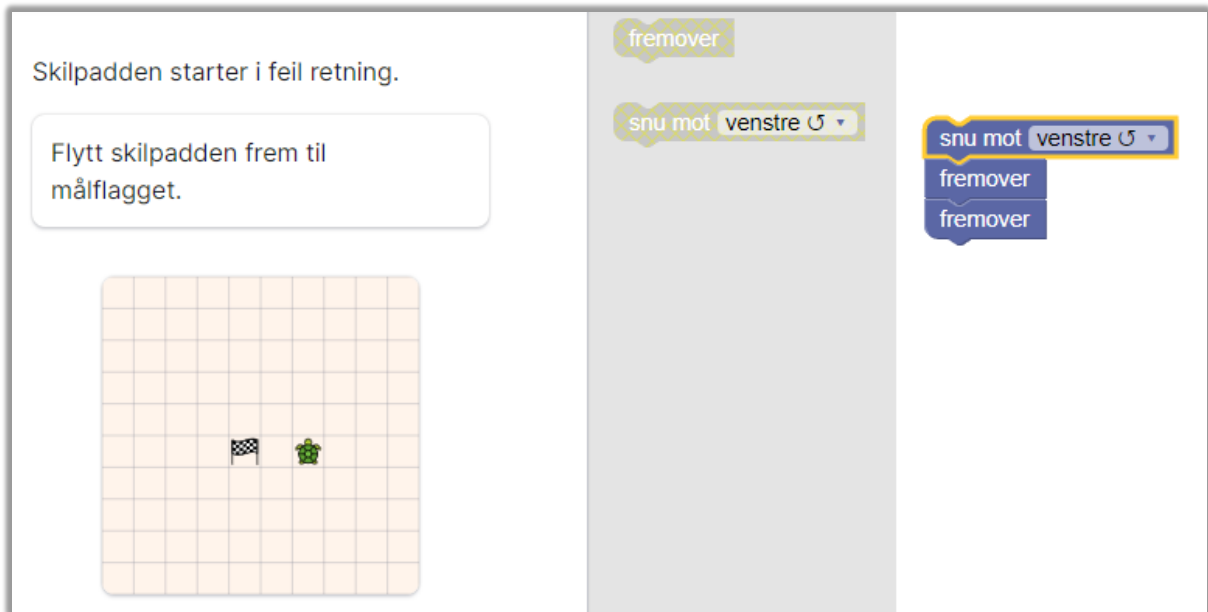 Skilpadden starter i feil retning.
Flytt skilpadden frem til
målflagget.
fremover
snu mot venstre ↺
snu mot venstre ↺
fremover
fremover